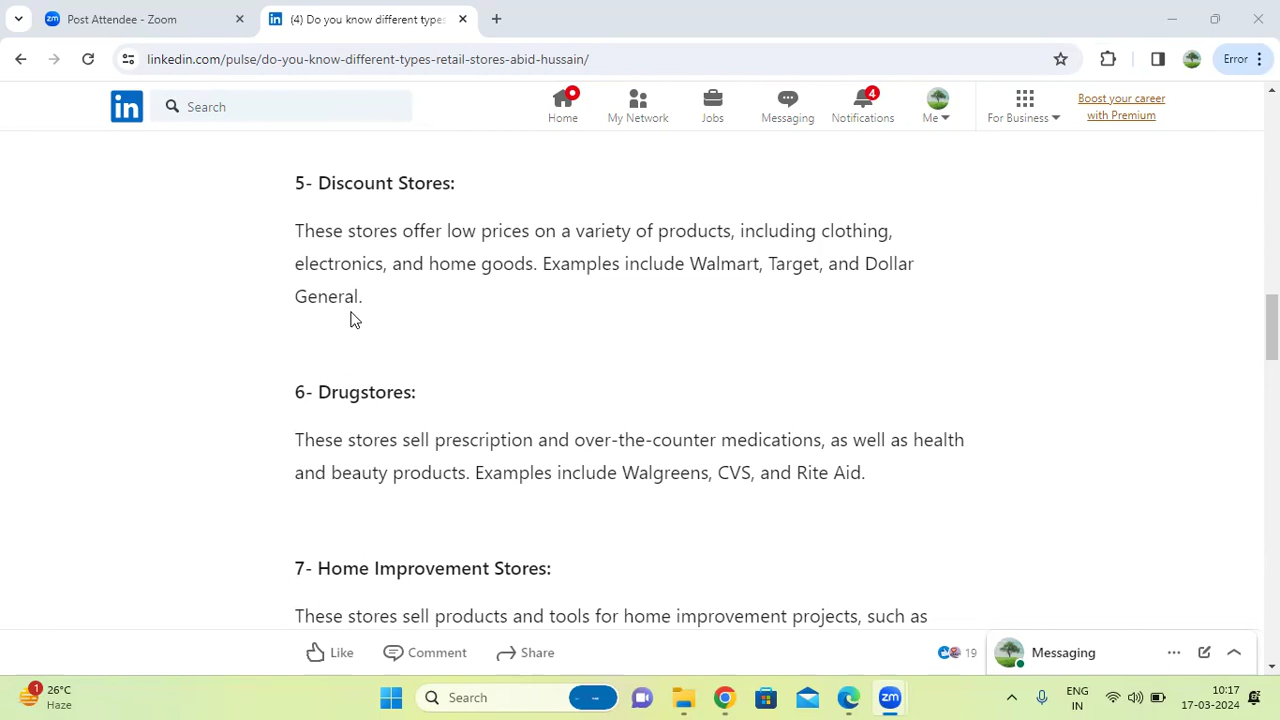 Post Attendee - Zoom
(4) Do you know different types
linkedin.com/pulse/do-you-know-different-types-retail-stores-abid-hussain/
Error
in
Search
Home
My Network
Jobs
Messaging
4
Notifications
Me
For Business
Boost your career
with Premium
5- Discount Stores:
These stores offer low prices on a variety of products, including clothing,
electronics, and home goods. Examples include Walmart, Target, and Dollar
General.
6- Drugstores:
These stores sell prescription and over-the-counter medications, as well as health
and beauty products. Examples include Walgreens, CVS, and Rite Aid.
7- Home Improvement Stores:
These stores sell products and tools for home improvement projects, such as
Like
Comment
Share
19
Messaging
1
26°C
Haze
Search
zm
ENG
IN
10:17
17-03-2024